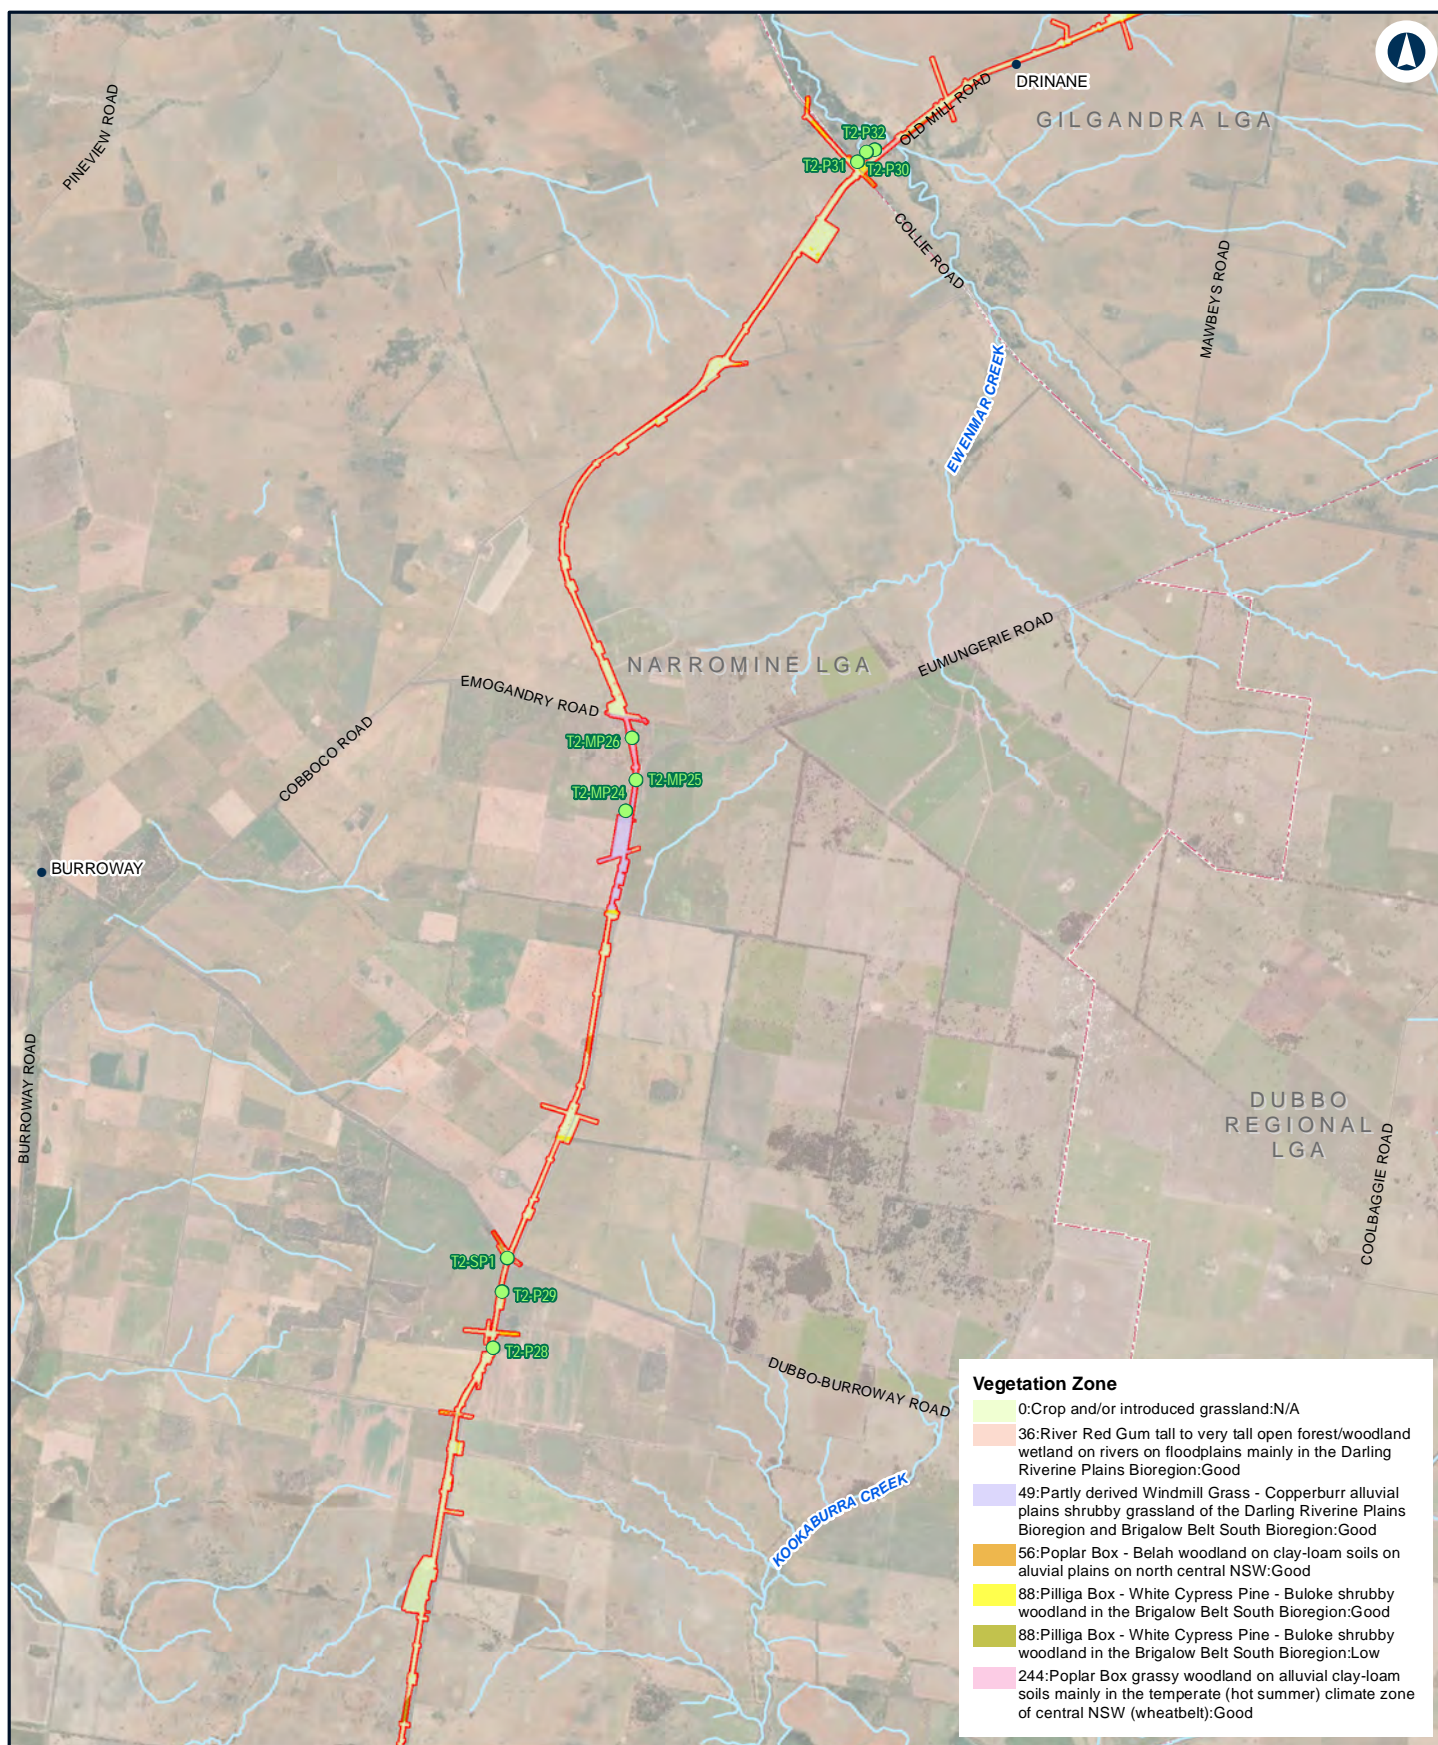 DRINANE
GILGANDRA LGA
PINEVIEW ROAD
OLD MILL ROAD
T2-P32
T2-P31
T2-P30
COLLIE ROAD
MAWBEYS ROAD
EWENMAR CREEK
EUMUNGERIE ROAD
NARROMINE LGA
EMOGANDRY ROAD
COBBOCO ROAD
T2-MP26
T2-MP25
T2-MP24
BURROWAY
BURROWAY ROAD
DUBBO
REGIONAL
LGA
COOLBAGGIE ROAD
T2-SP1
T2-P29
T2-P28
DUBBO-BURROWAY ROAD
KOOKABURRA CREEK
Vegetation Zone
0:Crop and/or introduced grassland:N/A
36:River Red Gum tall to very tall open forest/woodland
wetland on rivers on floodplains mainly in the Darling
Riverine Plains Bioregion:Good
49:Partly derived Windmill Grass - Copperburr alluvial
plains shrubby grassland of the Darling Riverine Plains
Bioregion and Brigalow Belt South Bioregion:Good
56:Poplar Box - Belah woodland on clay-loam soils on
aluvial plains on north central NSW:Good
88:Pilliga Box - White Cypress Pine - Buloke shrubby
woodland in the Brigalow Belt South Bioregion:Good
88:Pilliga Box - White Cypress Pine - Buloke shrubby
woodland in the Brigalow Belt South Bioregion:Low
244:Poplar Box grassy woodland on alluvial clay-loam
soils mainly in the temperate (hot summer) climate zone
of central NSW (wheatbelt):Good